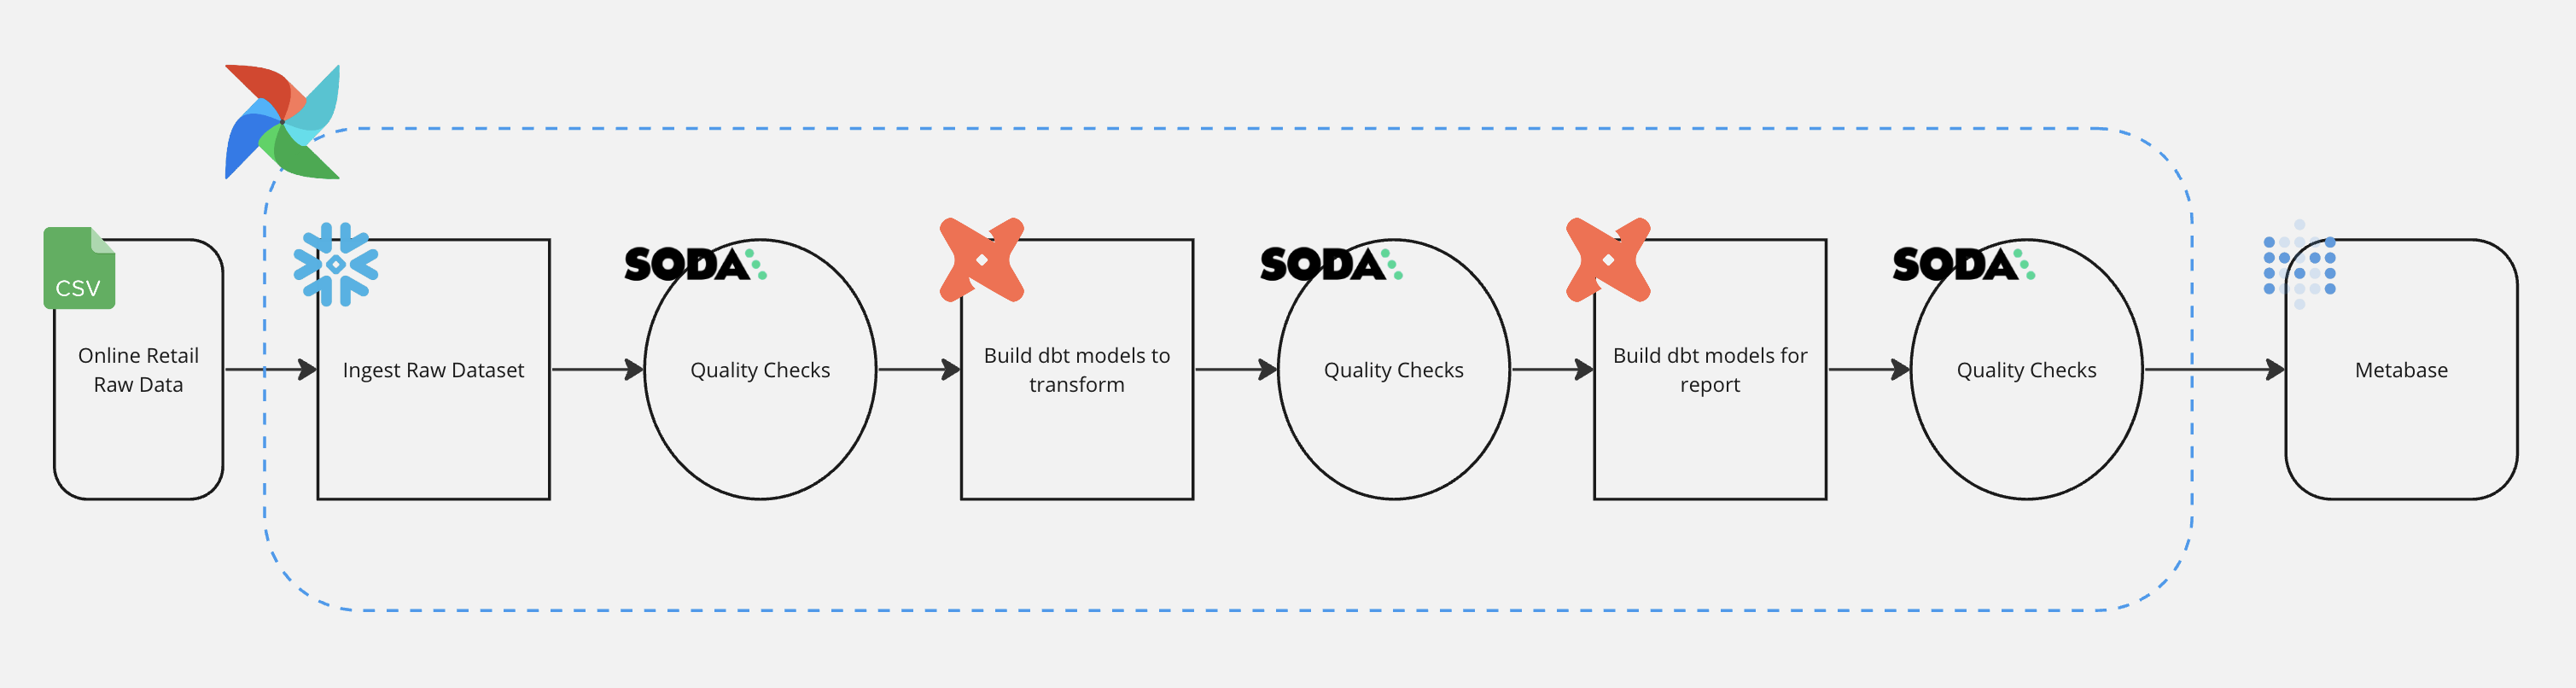 CSV
Online Retail
Raw Data
Ingest Raw Dataset
SODA
Quality Checks
Build dbt models to
transform
SODA
Quality Checks
Build dbt models for
report
SODA
Quality Checks
Metabase